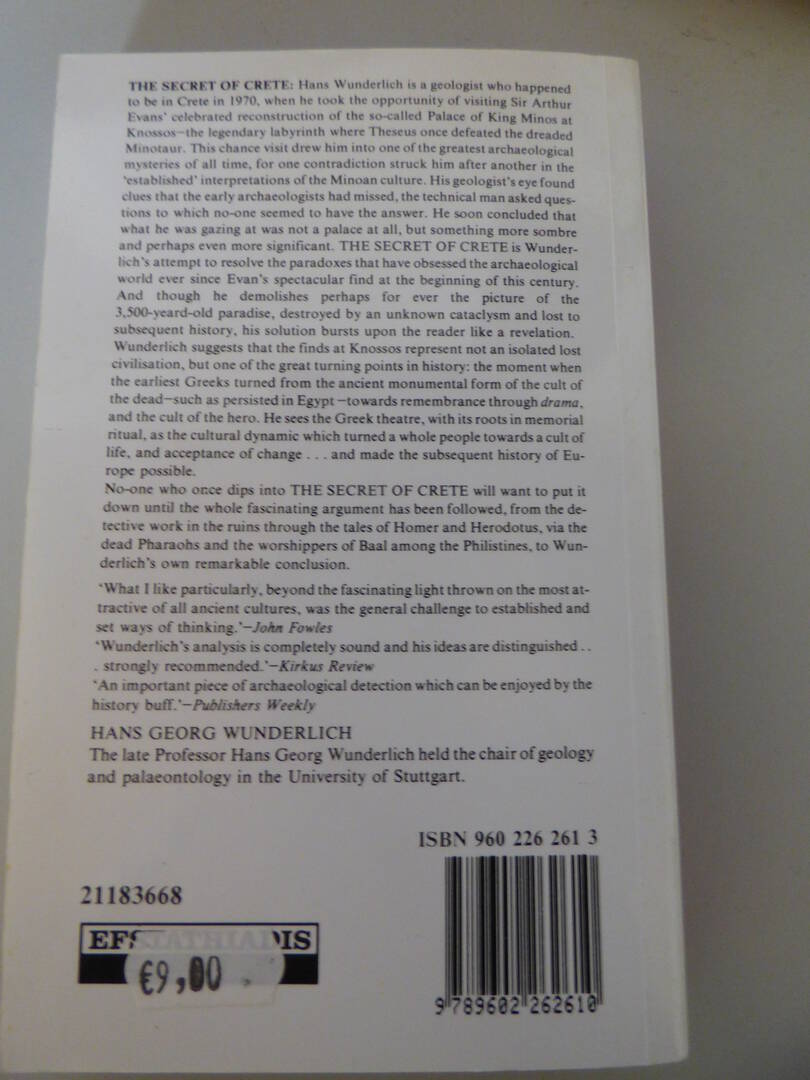 THE SECRET OF CRETE: Hans Wunderlich is a geologist who happened
to be in Crete in 1970, when he took the opportunity of visiting Sir Arthur
Evans' celebrated reconstruction of the so-called Palace of King Minos at
Knossos—the legendary labyrinth where Theseus once defeated the dreaded
Minotaur. This chance visit drew him into one of the greatest archaeological
mysteries of all time, for one contradiction struck him after another in the
'established' interpretations of the Minoan culture. His geologist's eye found
clues that the early archaeologists had missed, the technical man asked ques-
tions to which no-one seemed to have the answer. He soon concluded that
what he was gazing at was not a palace at all, but something more sombre
and perhaps even more significant. THE SECRET OF CRETE is Wunder-
lich's attempt to resolve the paradoxes that have obsessed the archaeological
world ever since Evan's spectacular find at the beginning of this century.
And though he demolishes perhaps for ever the picture of the
3,500-yeard-old paradise, destroyed by an unknown cataclysm and lost to
subsequent history, his solution bursts upon the reader like a revelation.
Wunderlich suggests that the finds at Knossos represent not an isolated lost
civilisation, but one of the great turning points in history: the moment when
the earliest Greeks turned from the ancient monumental form of the cult of
the dead—such as persisted in Egypt —towards remembrance through drama,
and the cult of the hero. He sees the Greek theatre, with its roots in memorial
ritual, as the cultural dynamic which turned a whole people towards a cult of
life, and acceptance of change . . . and made the subsequent history of Eu-
rope possible.
No-one who once dips into THE SECRET OF CRETE will want to put it
down until the whole fascinating argument has been followed, from the de-
tective work in the ruins through the tales of Homer and Herodotus, via the
dead Pharaohs and the worshippers of Baal among the Philistines, to Wun-
derlich's own remarkable conclusion.
'What I like particularly, beyond the fascinating light thrown on the most at-
tractive of all ancient cultures, was the general challenge to established and
set ways of thinking.'—John Fowles
'Wunderlich's analysis is completely sound and his ideas are distinguished . .
. strongly recommended.'—Kirkus Review
'An important piece of archaeological detection which can be enjoyed by the
history buff.'—Publishers Weekly
HANS GEORG WUNDERLICH
The late Professor Hans Georg Wunderlich held the chair of geology
and palaeontology in the University of Stuttgart.
ISBN 960 226 261 3
21183668
EFSTATHIADIS
€9,00
9 789602 262610